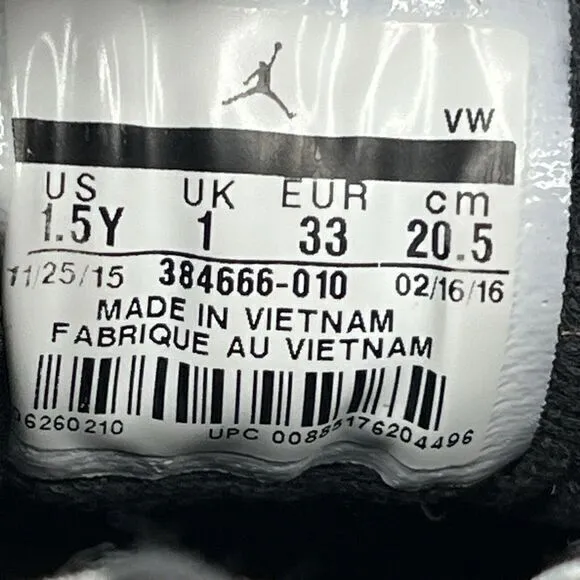 VW
US UK EUR cm
1.5Y 1 33 20.5
11/25/15 384666-010 02/16/16
MADE IN VIETNAM
FABRIQUE AU VIETNAM
6260210
UPC 00885176204496